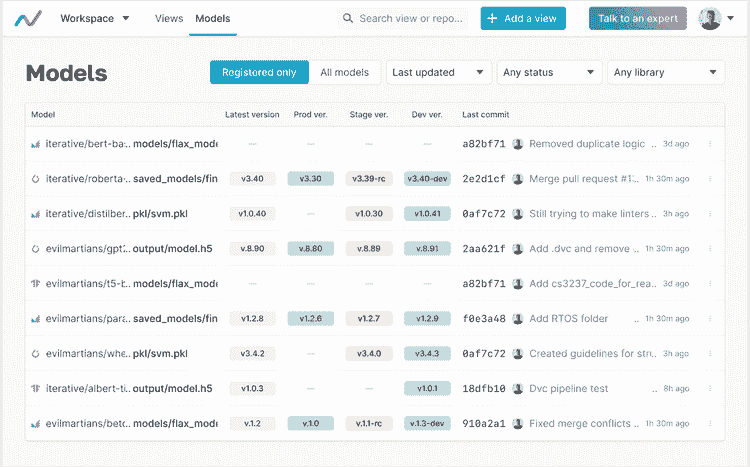 Workspace Views Models Search view or repo... + Add a view Talk to an expert
Models Registored only All models Last updated Any status Any library
Model Latest version Prod ver. Stage ver. Dev ver. Last commit
iterative/bert-ba... models/flax_mode — — — — a82bf71 Removed duplicate logic .. 3d ago
iterative/roberta- saved_models/fin v3.40 v3.30 v3.39-rc v3.40-dev 2e2d1cf Merge pull request #1 1h 30m ago
iterative/distilber.. pkl/svm.pkl v1.0.40 — v1.0.30 v1.0.41 0af7c72 Still trying to make linters.. 3h ago
evilmartians/gpt2 output/model.h5 v.8.90 v.8.80 v.8.89 v.8.91 2aa621f Add .dvc and remove .. 1h 30m ago
evilmartians/t5-b.. models/flax_mode — — — — a82bf71 Add cs3237_code_for_rea.. 3d ago
evilmartians/para.. saved_models/fin v1.2.8 v1.2.6 v1.2.7 v1.2.9 f0e3a48 Add RTOS folder .. 1h 30m ago
evilmartians/whe.. pkl/svm.pkl v3.4.2 — v3.4.0 v3.4.3 0af7c72 Created guidelines for stru.. 3h ago
iterative/albert-ti.. output/model.h5 v1.0.3 — — v1.0.1 18dfb10 Dvc pipeline test .. 8h ago
evilmartians/beto.. models/flax_mode v.1.2 v.1.0 v.1.1-rc v.1.3-dev 910a2a1 Fixed merge conflicts .. 1h 30m ago